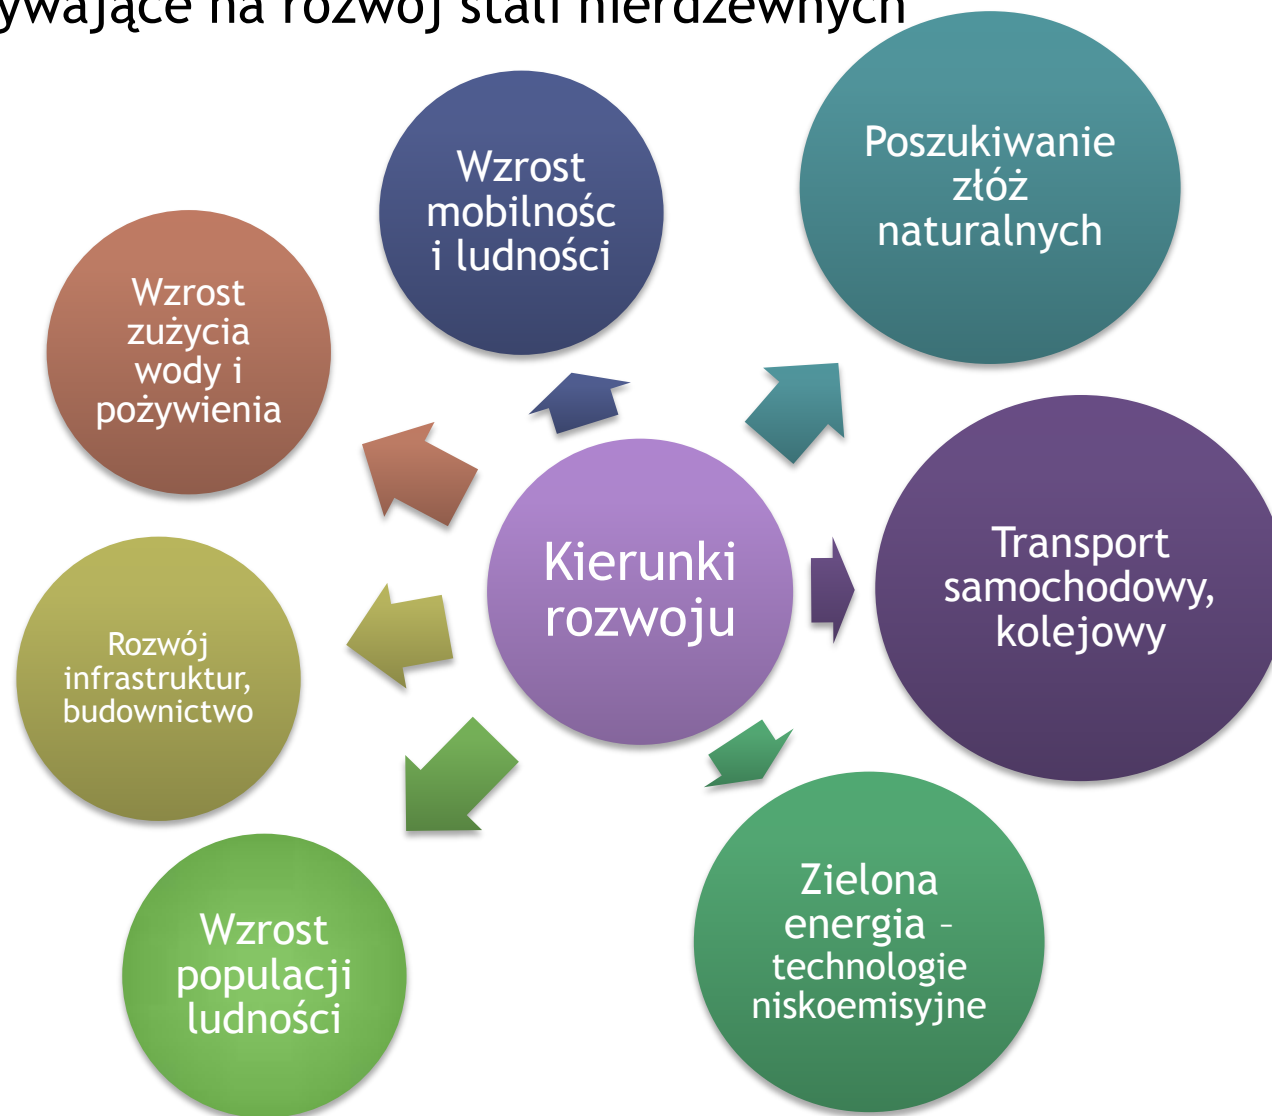 ywające na rozwój stali nierdzewnych
Wzrost
mobilnośc
i ludności
Poszukiwanie
złóż
naturalnych
Wzrost
zużycia
wody i
pożywienia
Kierunki
rozwoju
Transport
samochodowy,
kolejowy
Rozwój
infrastruktur,
budownictwo
Zielona
energia –
technologie
niskoemisyjne
Wzrost
populacji
ludności